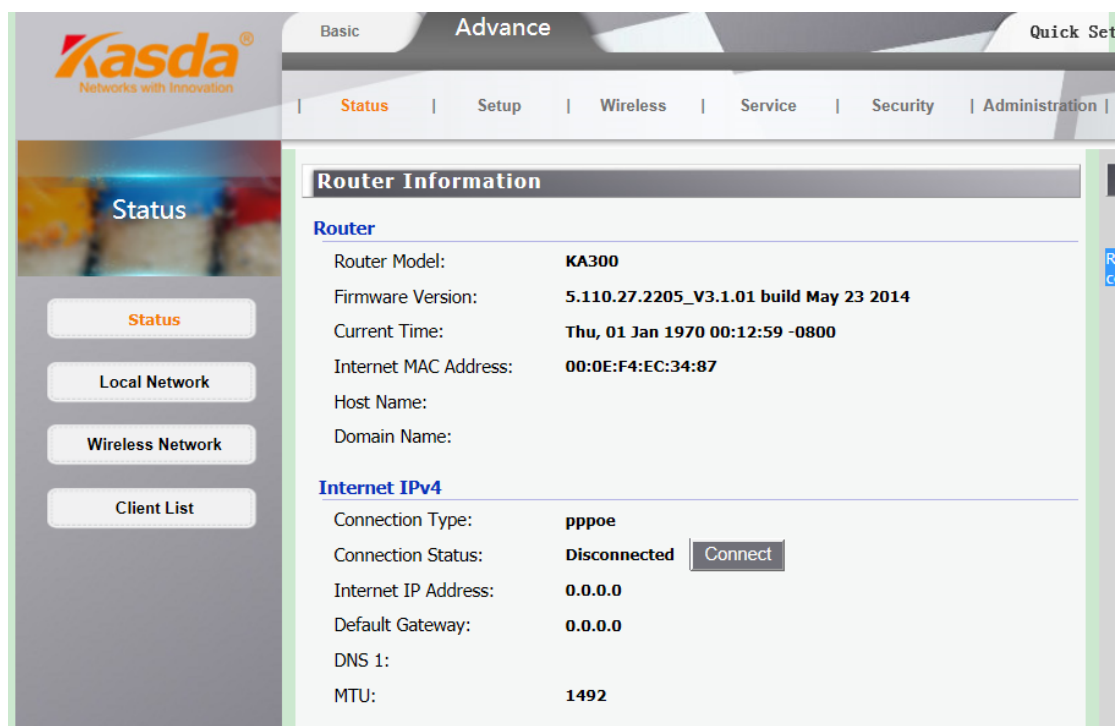 Kasda®
Networks with Innovation
Basic
Advance
Quick Set
| Status | Setup | Wireless | Service | Security | Administration |
Status
Status
Local Network
Wireless Network
Client List
Router Information
Router
Router Model: KA300
Firmware Version: 5.110.27.2205_V3.1.01 build May 23 2014
Current Time: Thu, 01 Jan 1970 00:12:59 -0800
Internet MAC Address: 00:0E:F4:EC:34:87
Host Name:
Domain Name:
Internet IPv4
Connection Type: pppoe
Connection Status: Disconnected Connect
Internet IP Address: 0.0.0.0
Default Gateway: 0.0.0.0
DNS 1:
MTU: 1492